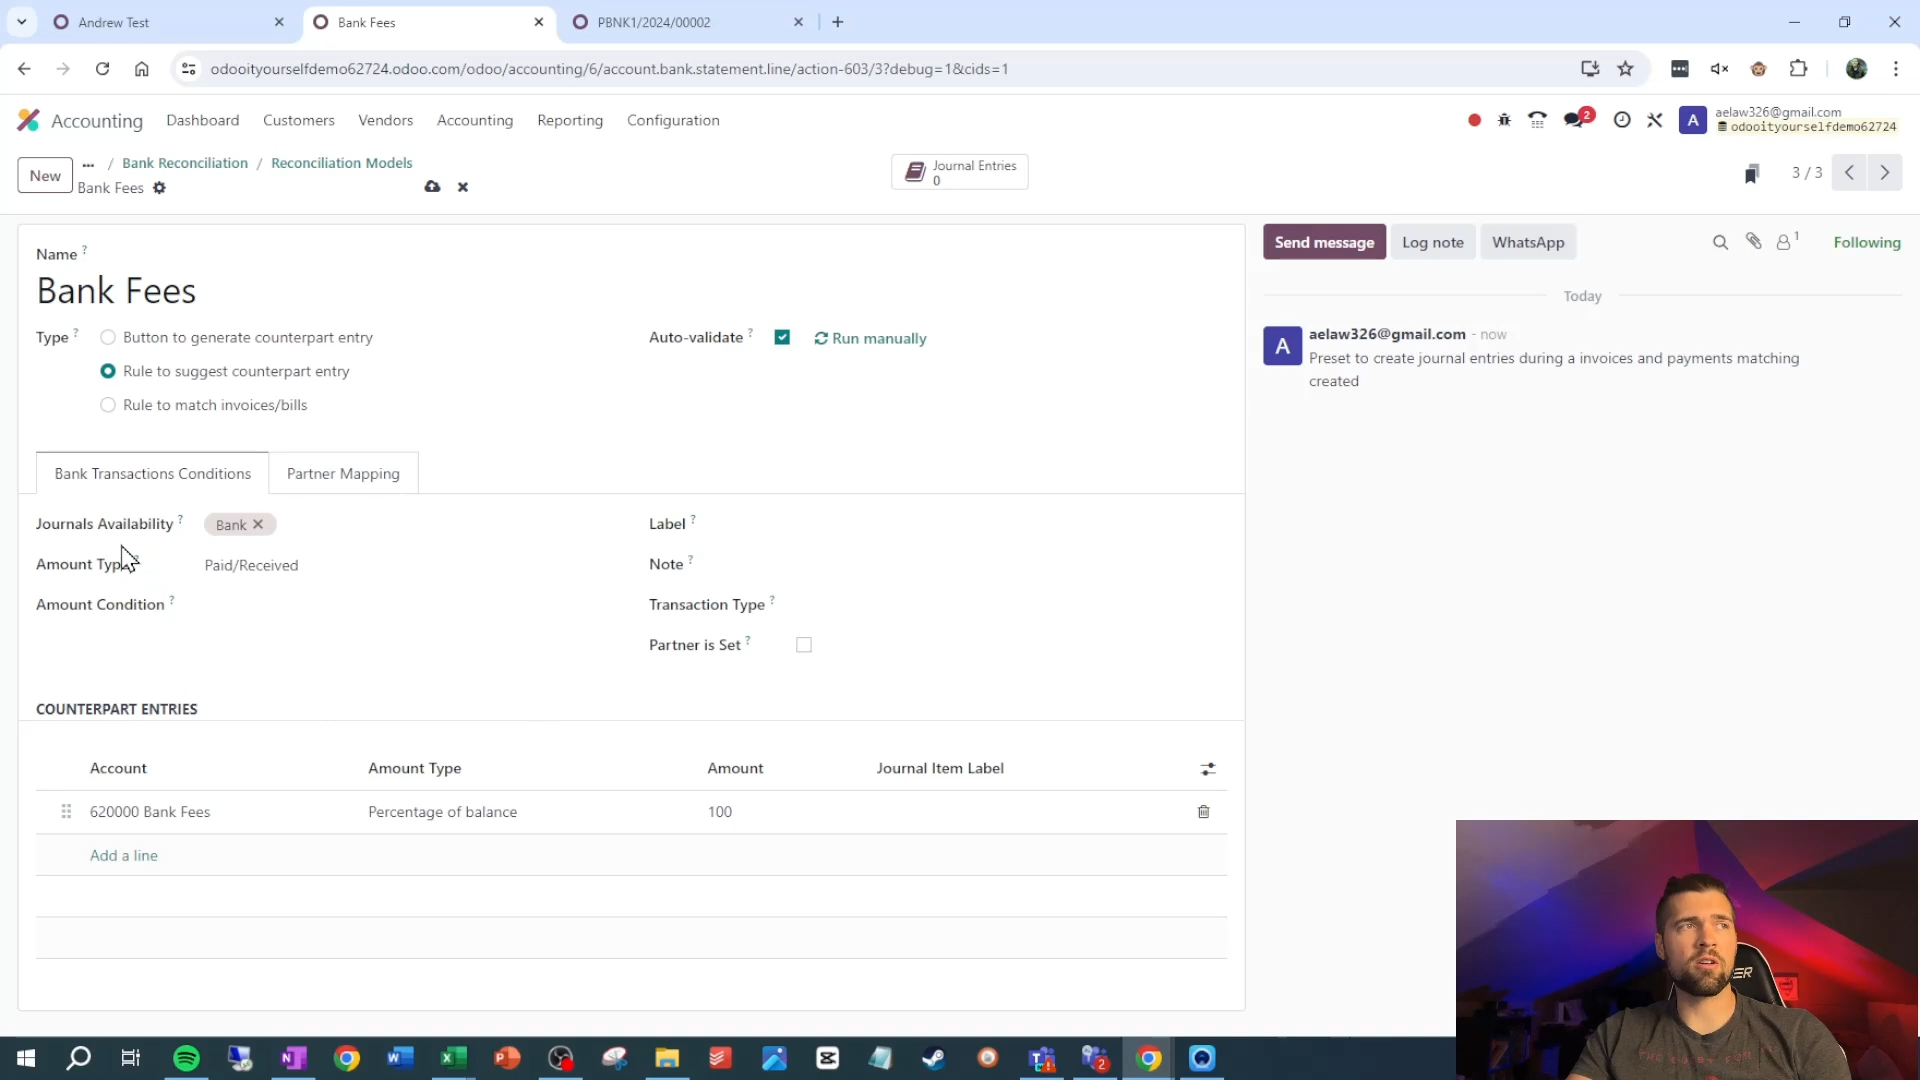 Andrew Test
Bank Fees
PBNK1/2024/00002
odooityourselfdemo62724.odoo.com/odoo/accounting/6/account.bank.statement.line/action-603/3?debug=1&cids=1
Accounting
Dashboard
Customers
Vendors
Accounting
Reporting
Configuration
2
A
aelaw326@gmail.com
odooityourselfdemo62724
New
... / Bank Reconciliation / Reconciliation Models
Bank Fees
Journal Entries
0
3 / 3
Name ?
Bank Fees
Type ?
Button to generate counterpart entry
Rule to suggest counterpart entry
Rule to match invoices/bills
Auto-validate ?
Run manually
Send message
Log note
WhatsApp
1
Following
Today
A
aelaw326@gmail.com - now
Preset to create journal entries during a invoices and payments matching
created
Bank Transactions Conditions
Partner Mapping
Journals Availability ?
Bank
Amount Typ
Paid/Received
Amount Condition ?
Label ?
Note ?
Transaction Type ?
Partner is Set ?
COUNTERPART ENTRIES
Account
Amount Type
Amount
Journal Item Label
620000 Bank Fees
Percentage of balance
100
Add a line